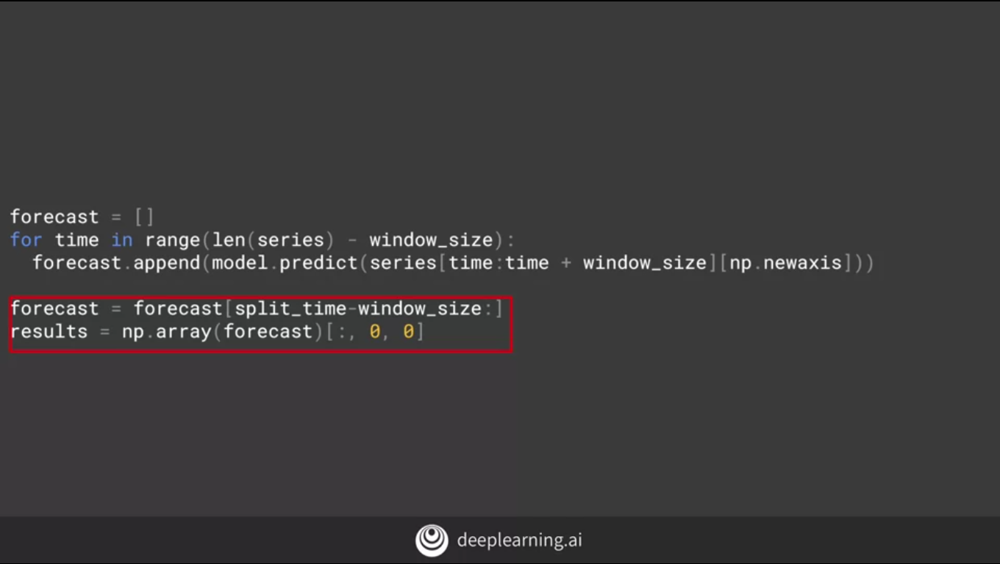 forecast = []
for time in range(len(series) - window_size):
  forecast.append(model.predict(series[time:time + window_size][np.newaxis]))
forecast = forecast[split_time-window_size:]
results = np.array(forecast)[:, 0, 0]
deeplearning.ai